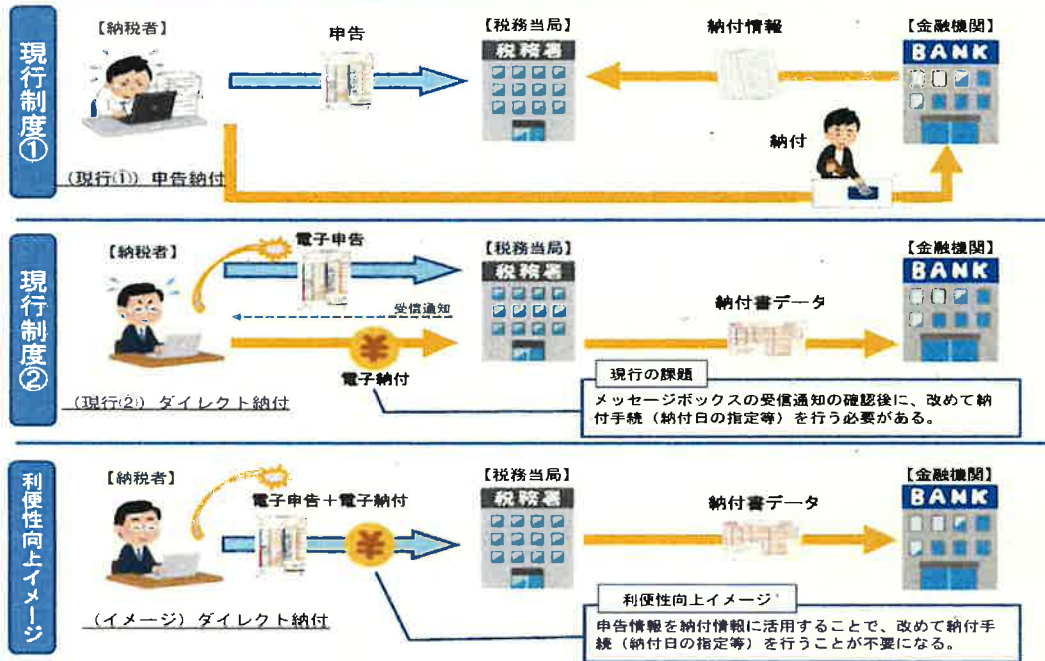 現行制度①
【納税者】
申告
【税務当局】
税務署
納付情報
【金融機関】
BANK
納付
(現行①) 申告納付
現行制度②
【納税者】
電子申告
【税務当局】
税務署
受信通知
電子納付
納付書データ
【金融機関】
BANK
(現行②) ダイレクト納付
現行の課題
メッセージボックスの受信通知の確認後に、改めて納
付手続（納付日の指定等）を行う必要がある。
利便性向上イメージ
【納税者】
電子申告＋電子納付
【税務当局】
税務署
納付書データ
【金融機関】
BANK
(イメージ) ダイレクト納付
利便性向上イメージ
申告情報を納付情報に活用することで、改めて納付手
続（納付日の指定等）を行うことが不要になる。